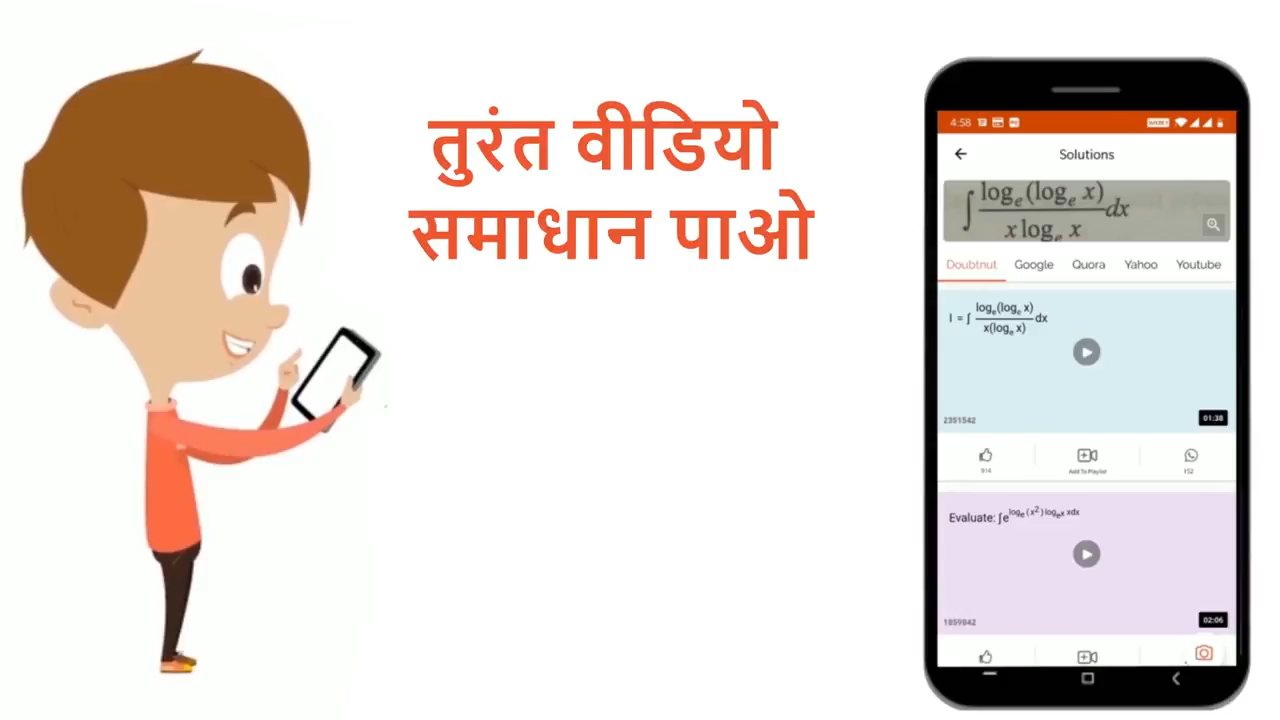 तुरंत वीडियो
समाधान पाओ
4:58
Solutions
∫ logₑ(logₑ x) / x logₑ x dx
Doubtnut Google Quora Yahoo Youtube
I = ∫ logₑ(logₑ x) / x(logₑ x) dx
2351542 01:38
914 Add To Playlist 152
Evaluate: ∫e^logₑ(x²)logₑx xdx
1859842 02:06